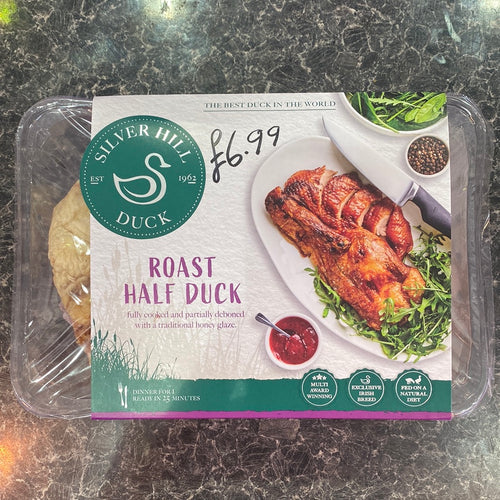 THE BEST DUCK IN THE WORLD
£6.99
SILVER HILL
EST 1962
DUCK
ROAST
HALF DUCK
fully cooked and partially deboned
with a traditional honey glaze.
DINNER FOR 1
READY IN 25 MINUTES
MULTI
AWARD
WINNING
EXCLUSIVE
IRISH
BREED
FED ON A
NATURAL
DIET